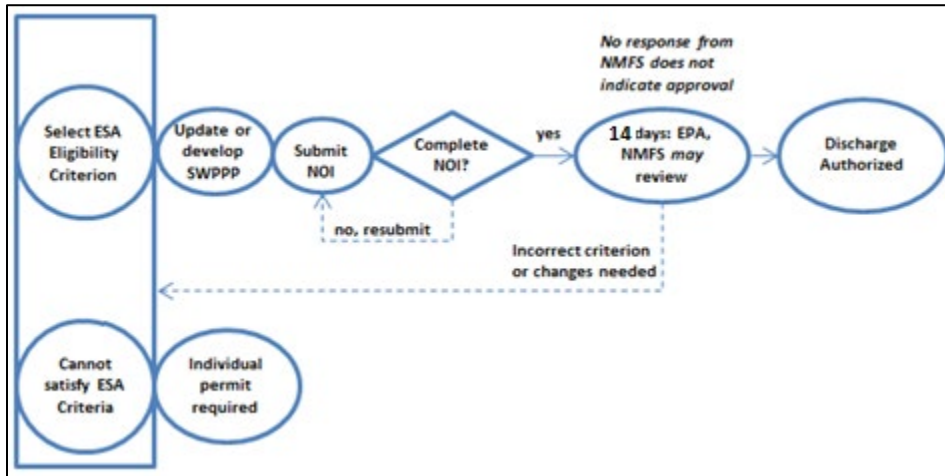 No response from
NMFS does not
indicate approval
Select ESA
Eligibility
Criterion
Update or
develop
SWPPP
Submit
NOI
Complete
NOI?
yes
14 days: EPA,
NMFS may
review
Discharge
Authorized
no, resubmit
Incorrect criterion
or changes needed
Cannot
satisfy ESA
Criteria
Individual
permit
required